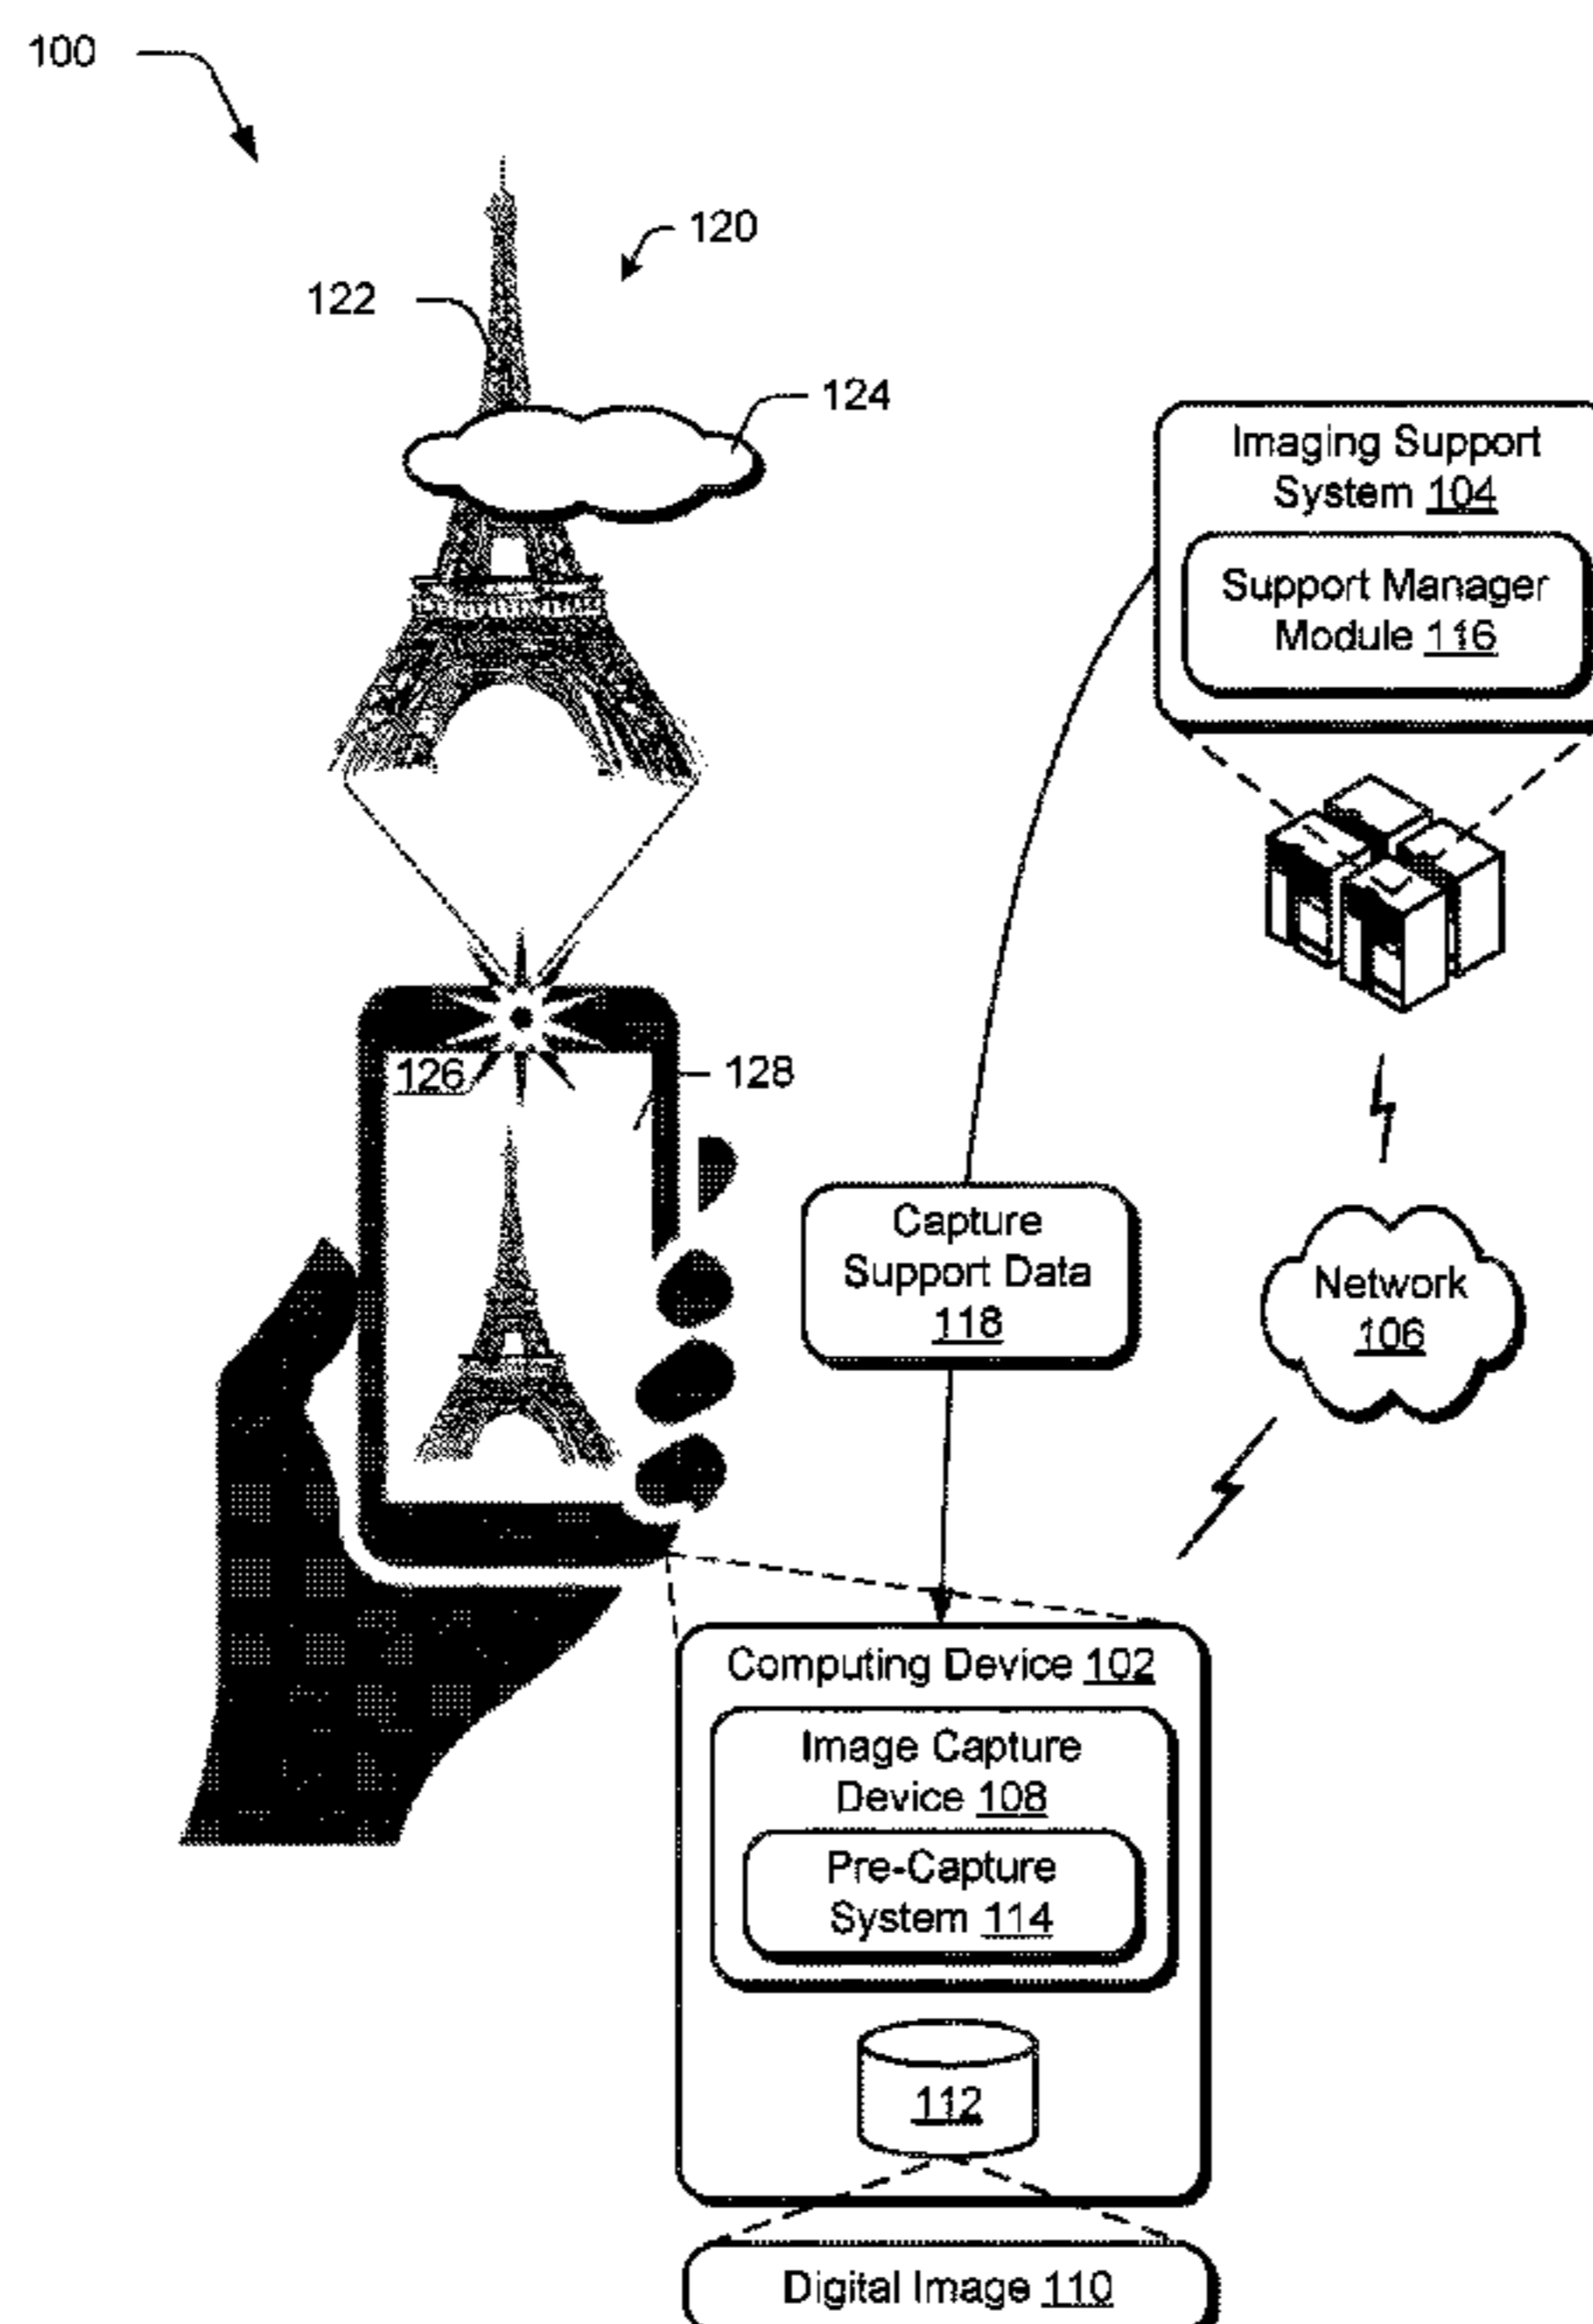 100
120
122
124
Imaging Support
System 104
Support Manager
Module 116
126
128
Capture
Support Data
118
Network
106
Computing Device 102
Image Capture
Device 108
Pre-Capture
System 114
112
Digital Image 110